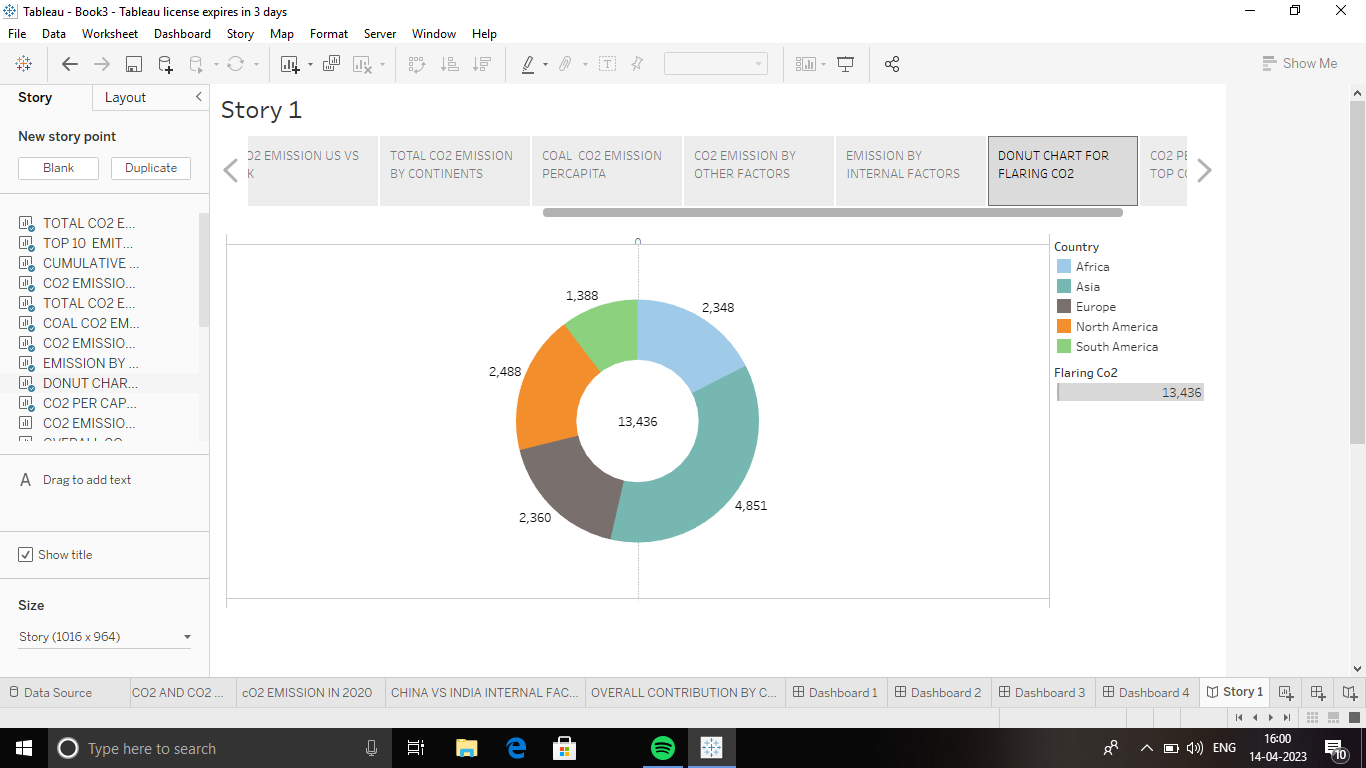 Tableau - Book3 - Tableau license expires in 3 days
File Data Worksheet Dashboard Story Map Format Server Window Help
Show Me
Story Layout
New story point
Blank Duplicate
TOTAL CO2 E...
TOP 10 EMIT...
CUMULATIVE ...
CO2 EMISSIO...
TOTAL CO2 E...
COAL CO2 EM...
CO2 EMISSIO...
EMISSION BY ...
DONUT CHAR...
CO2 PER CAP...
CO2 EMISSIO...
OVERALL CO
A Drag to add text
Show title
Size
Story (1016 x 964)
Story 1
O2 EMISSION US VS
K
TOTAL CO2 EMISSION
BY CONTINENTS
COAL CO2 EMISSION
PERCAPITA
CO2 EMISSION BY
OTHER FACTORS
EMISSION BY
INTERNAL FACTORS
DONUT CHART FOR
FLARING CO2
CO2 PE
TOP CO
0
1,388
2,348
2,488
13,436
4,851
2,360
Country
Africa
Asia
Europe
North America
South America
Flaring Co2
13,436
Data Source CO2 AND CO2 ... cO2 EMISSION IN 2020 CHINA VS INDIA INTERNAL FAC... OVERALL CONTRIBUTION BY C... Dashboard 1 Dashboard 2 Dashboard 3 Dashboard 4 Story 1
Type here to search
ENG
16:00
14-04-2023
10